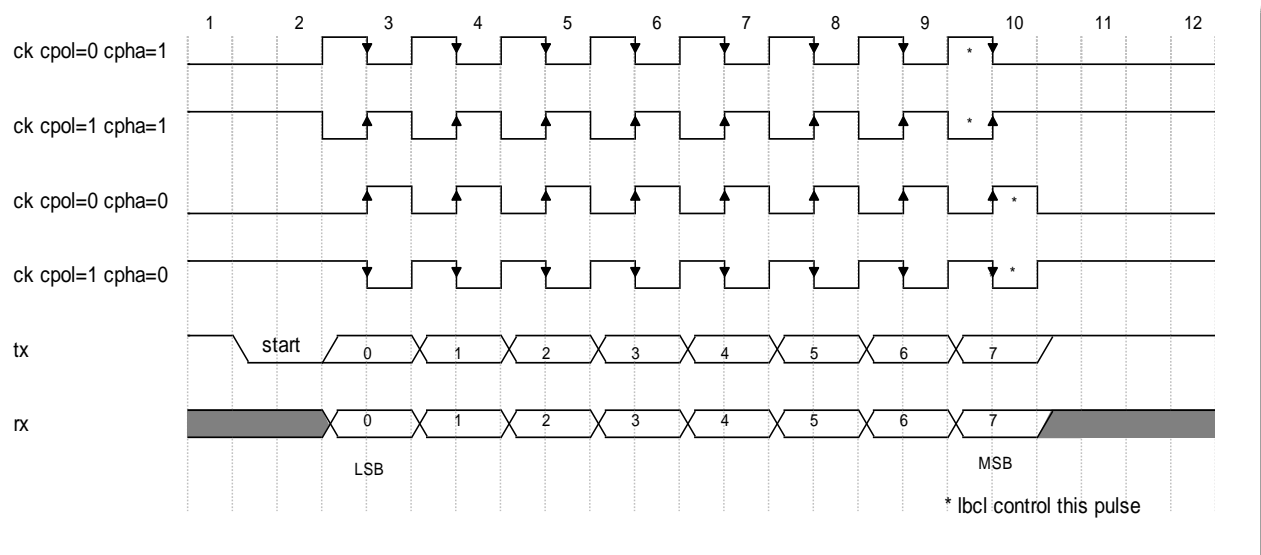 1 2 3 4 5 6 7 8 9 10 11 12
ck cpol=0 cpha=1
*
ck cpol=1 cpha=1
*
ck cpol=0 cpha=0
*
ck cpol=1 cpha=0
*
tx
start 0 1 2 3 4 5 6 7
rx
0 1 2 3 4 5 6 7
LSB MSB
* lbcl control this pulse